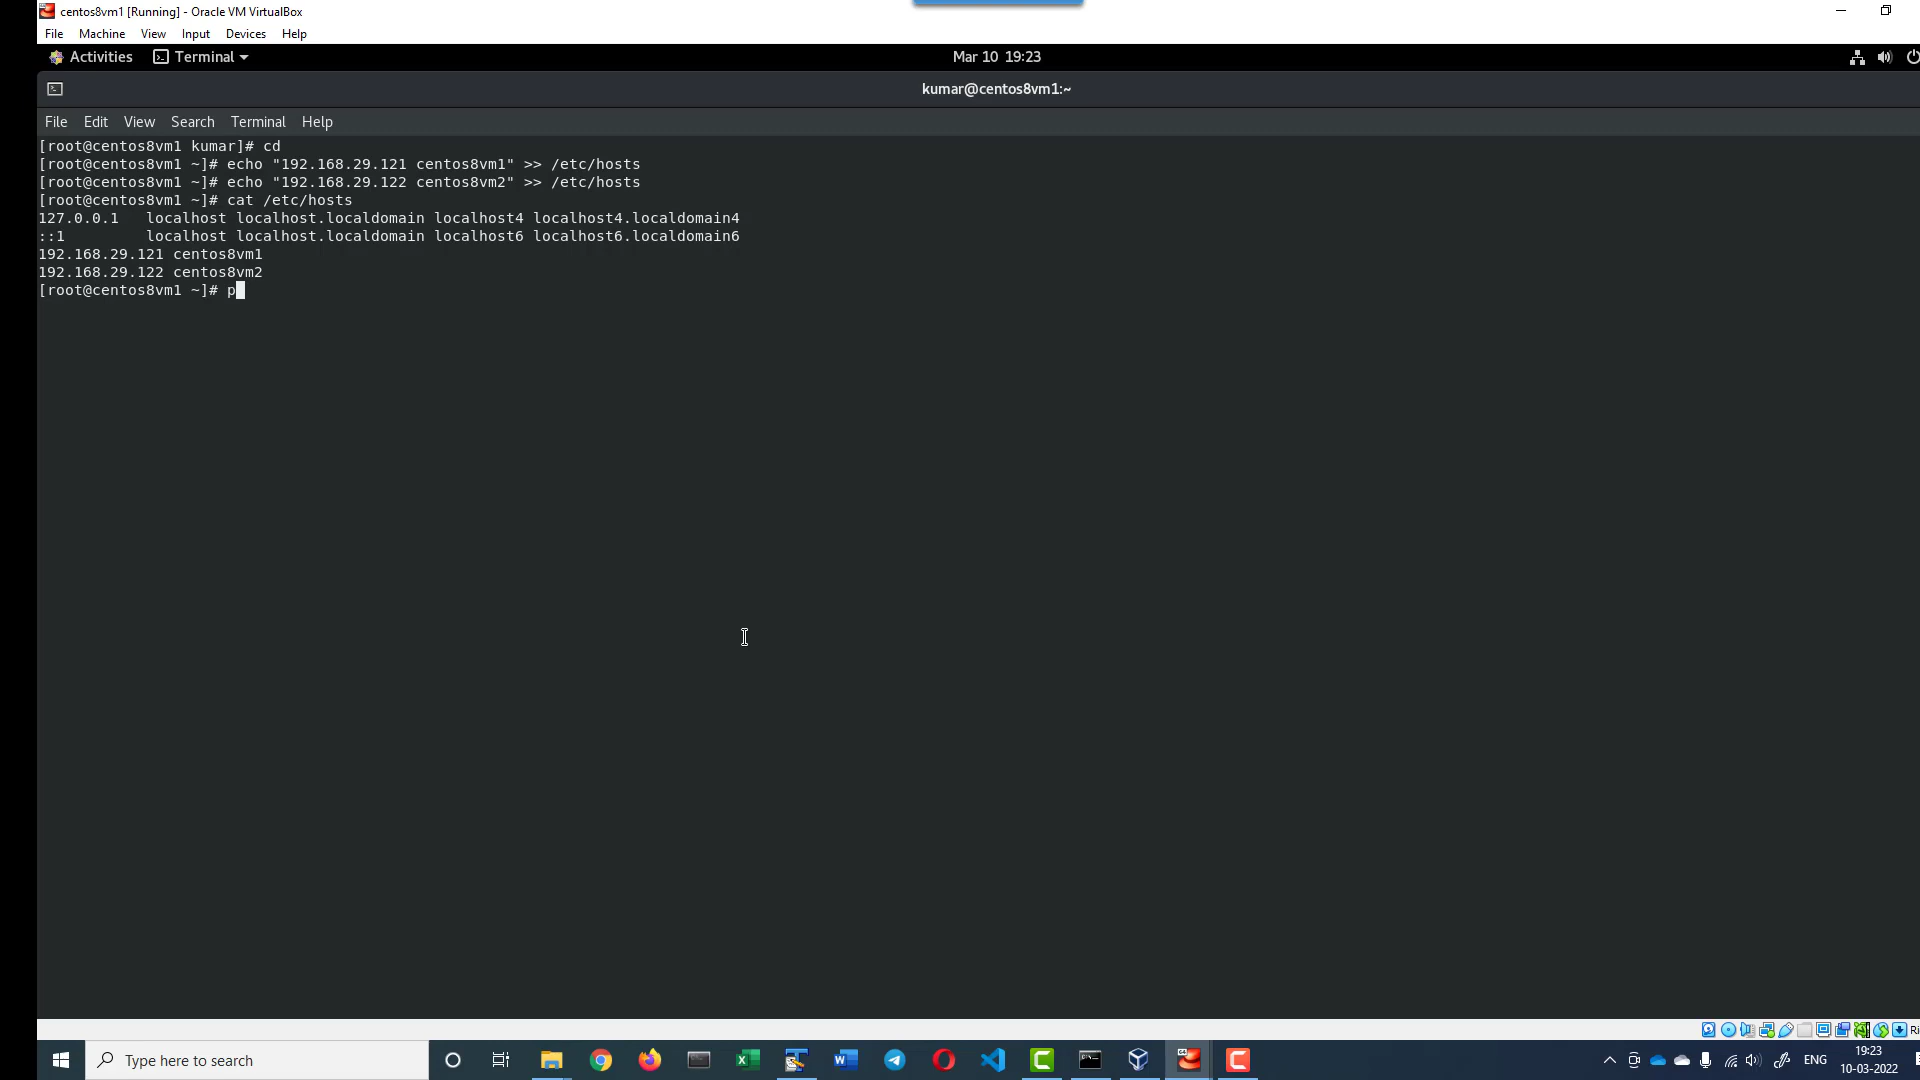 centos8vm1 [Running] - Oracle VM VirtualBox
File Machine View Input Devices Help
Activities Terminal Mar 10 19:23
kumar@centos8vm1:~
File Edit View Search Terminal Help
[root@centos8vm1 kumar]# cd
[root@centos8vm1 ~]# echo "192.168.29.121 centos8vm1" >> /etc/hosts
[root@centos8vm1 ~]# echo "192.168.29.122 centos8vm2" >> /etc/hosts
[root@centos8vm1 ~]# cat /etc/hosts
127.0.0.1   localhost localhost.localdomain localhost4 localhost4.localdomain4
::1         localhost localhost.localdomain localhost6 localhost6.localdomain6
192.168.29.121 centos8vm1
192.168.29.122 centos8vm2
[root@centos8vm1 ~]# p
Ri
Type here to search
ENG
19:23
10-03-2022